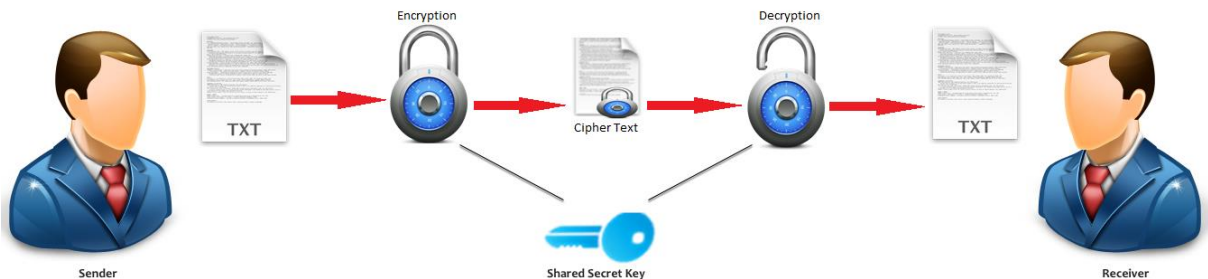 Encryption
Decryption
TXT
Cipher Text
TXT
Sender
Shared Secret Key
Receiver